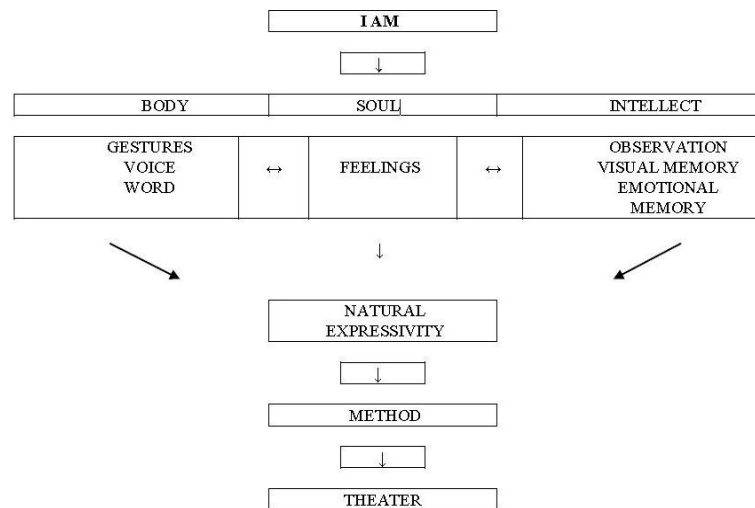 I AM
↓
BODY SOUL INTELLECT
GESTURES OBSERVATION
VOICE ↔ FEELINGS ↔ VISUAL MEMORY
WORD EMOTIONAL
MEMORY
↓
NATURAL
EXPRESSIVITY
↓
METHOD
↓
THEATER